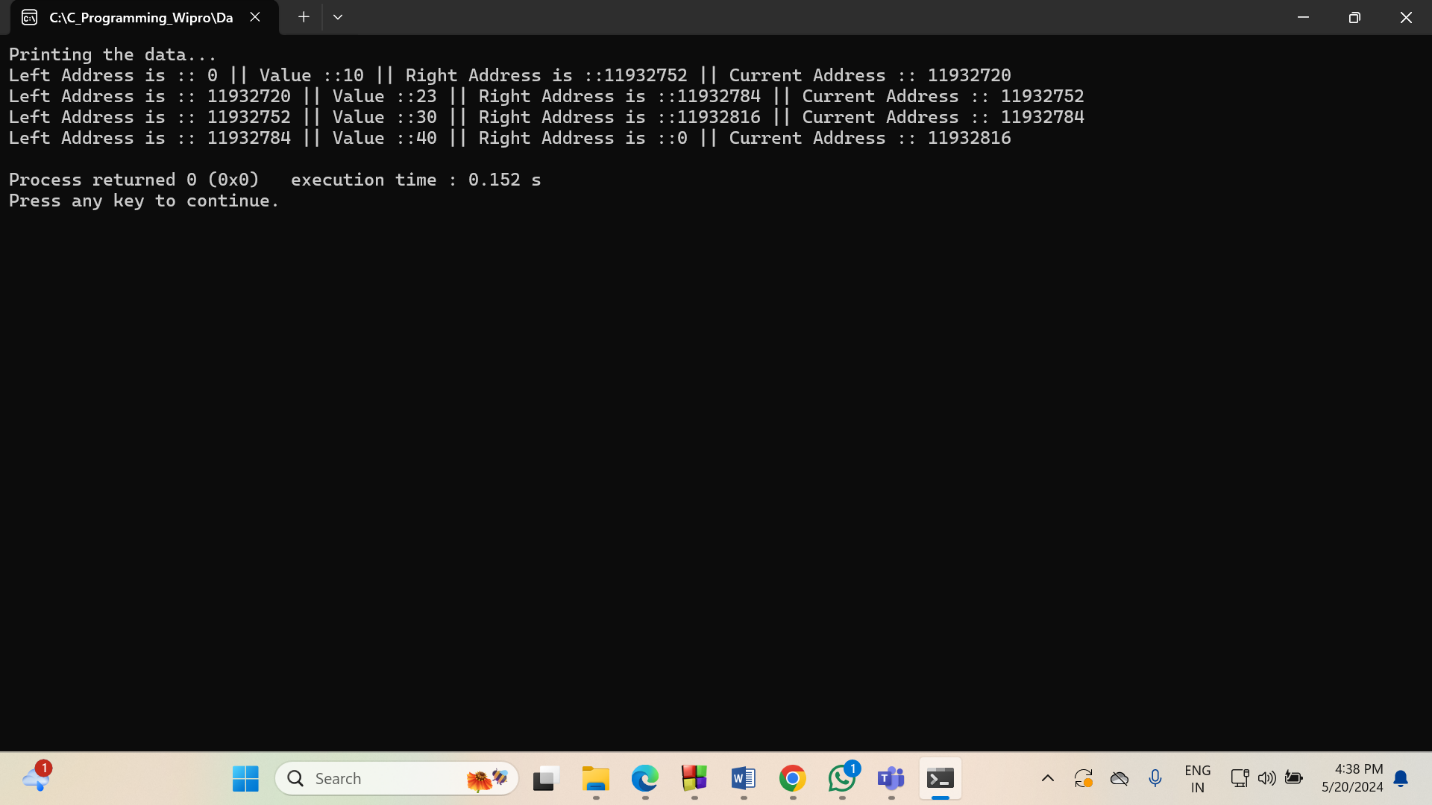 C:\C_Programming_Wipro\Da
Printing the data...
Left Address is :: 0 || Value ::10 || Right Address is ::11932752 || Current Address :: 11932720
Left Address is :: 11932720 || Value ::23 || Right Address is ::11932784 || Current Address :: 11932752
Left Address is :: 11932752 || Value ::30 || Right Address is ::11932816 || Current Address :: 11932784
Left Address is :: 11932784 || Value ::40 || Right Address is ::0 || Current Address :: 11932816
Process returned 0 (0x0)   execution time : 0.152 s
Press any key to continue.
1
Search
1
ENG
IN
4:38 PM
5/20/2024